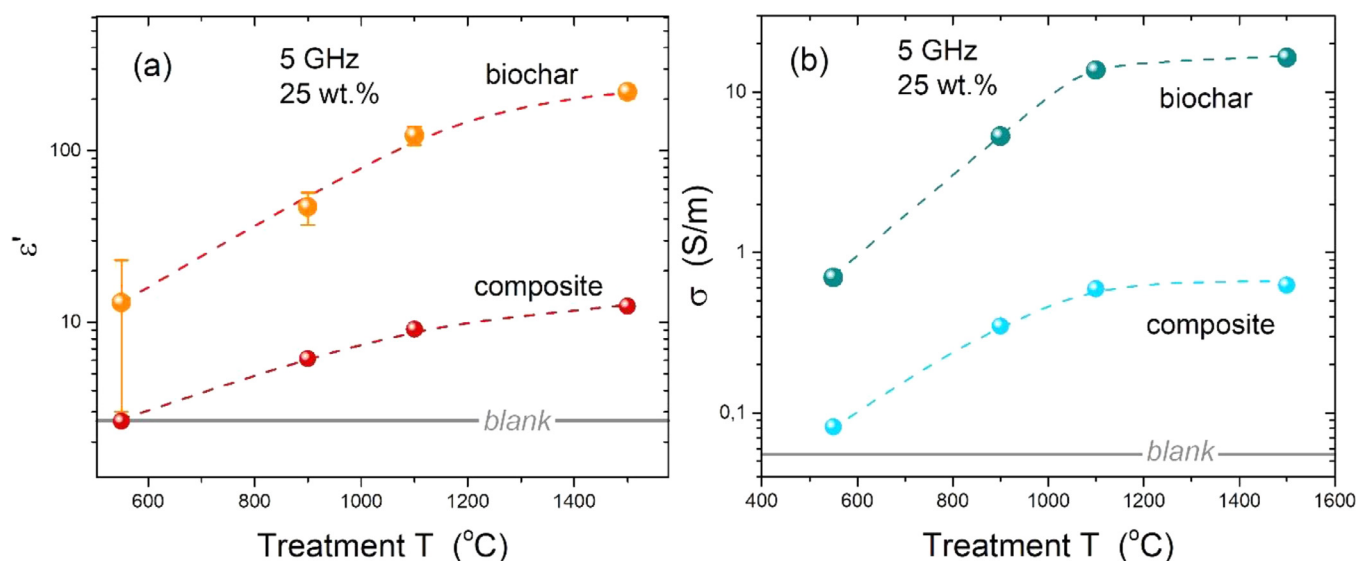 (a)
5 GHz
25 wt.%
biochar
composite
blank
ε'
100
10
600 800 1000 1200 1400
Treatment T (°C)
(b)
5 GHz
25 wt.%
biochar
composite
blank
σ (S/m)
10
1
0,1
400 600 800 1000 1200 1400 1600
Treatment T (°C)